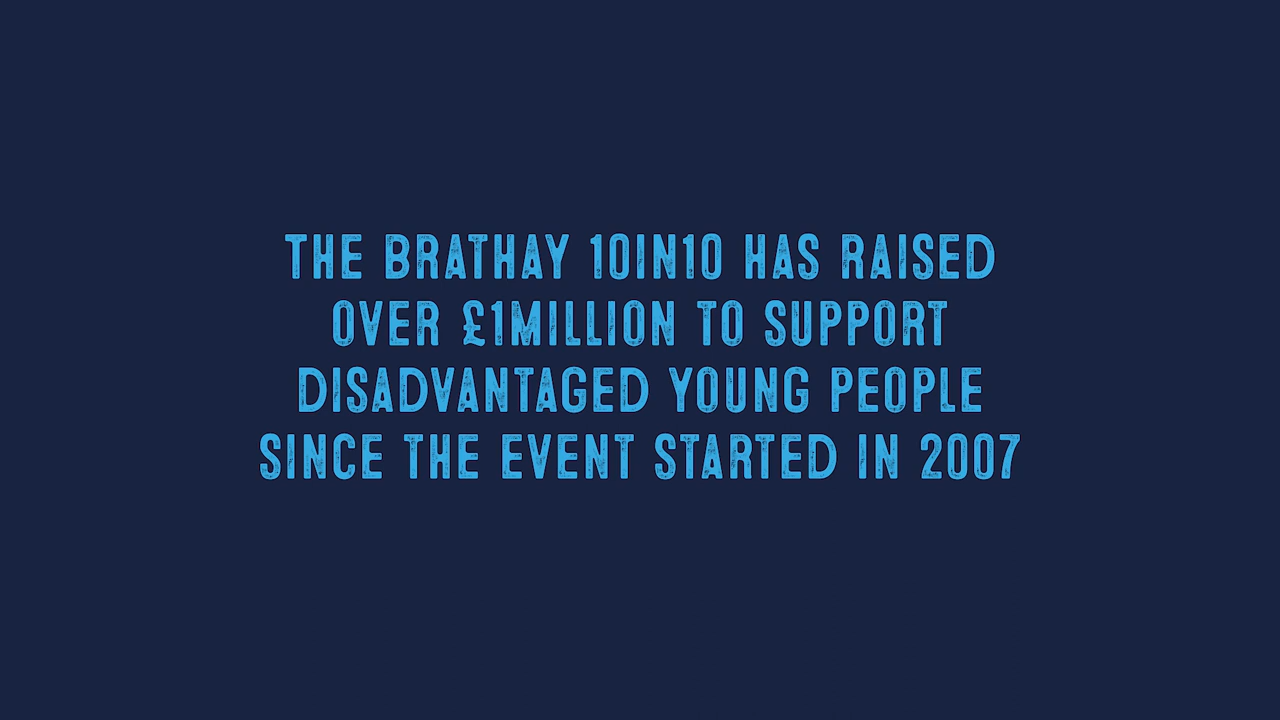 THE BRATHAY 10IN10 HAS RAISED
OVER £1MILLION TO SUPPORT
DISADVANTAGED YOUNG PEOPLE
SINCE THE EVENT STARTED IN 2007